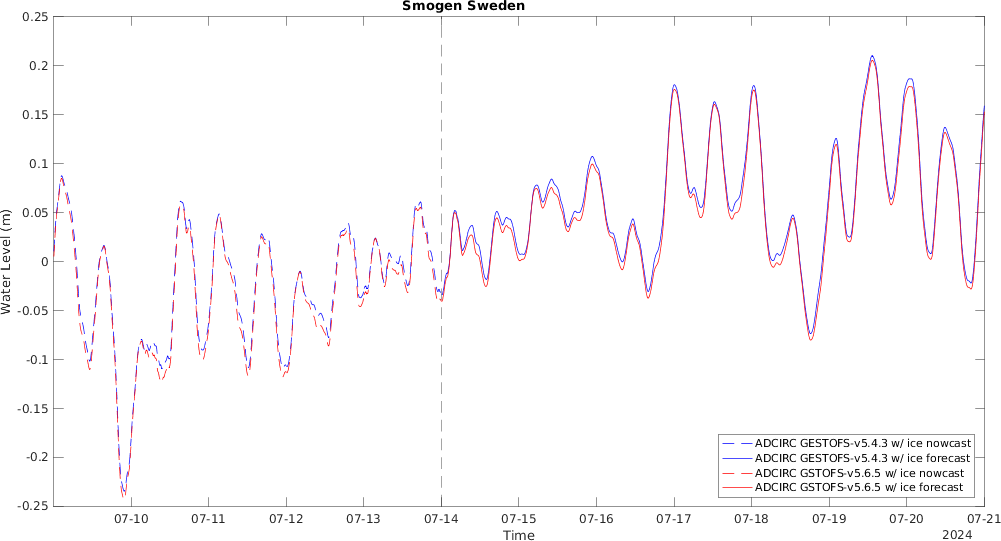 Smogen Sweden
0.25
0.2
0.15
0.1
0.05
0
-0.05
-0.1
-0.15
-0.2
-0.25
Water Level (m)
ADCIRC GESTOFS-v5.4.3 w/ ice nowcast
ADCIRC GESTOFS-v5.4.3 w/ ice forecast
ADCIRC GSTOFS-v5.6.5 w/ ice nowcast
ADCIRC GSTOFS-v5.6.5 w/ ice forecast
07-10 07-11 07-12 07-13 07-14 07-15 07-16 07-17 07-18 07-19 07-20 07-21
Time
2024